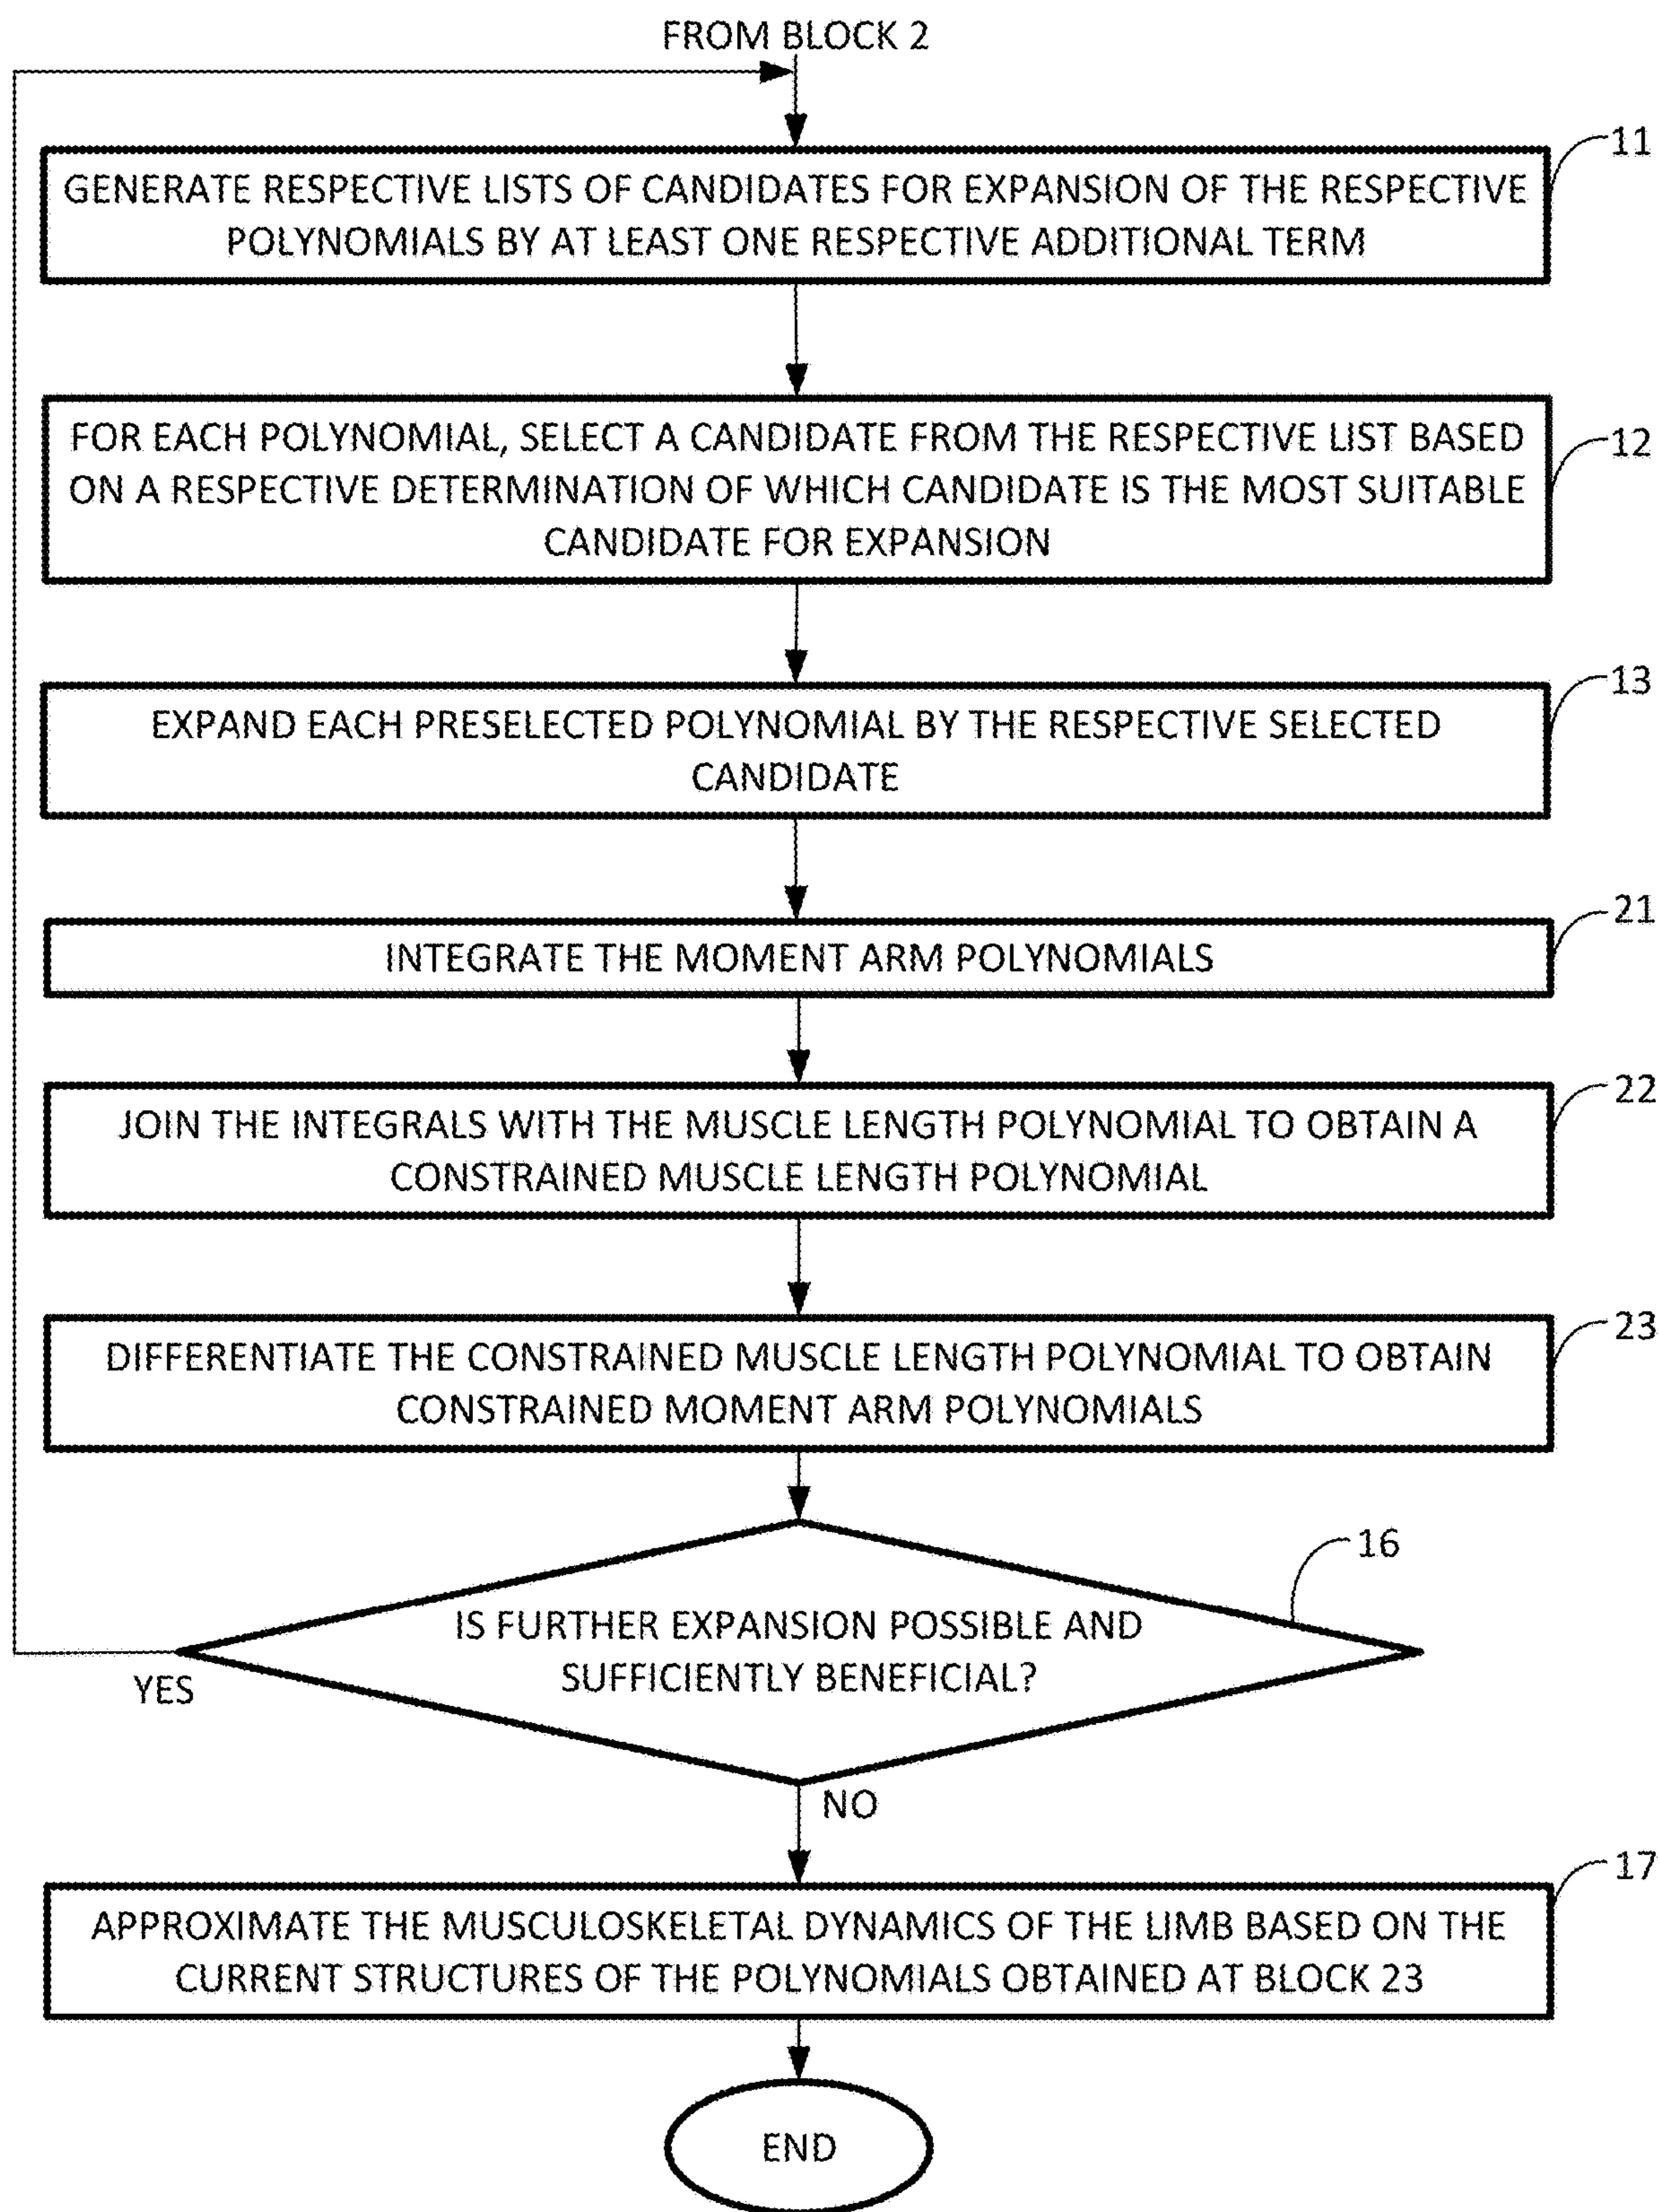 FROM BLOCK 2
11
GENERATE RESPECTIVE LISTS OF CANDIDATES FOR EXPANSION OF THE RESPECTIVE
POLYNOMIALS BY AT LEAST ONE RESPECTIVE ADDITIONAL TERM
12
FOR EACH POLYNOMIAL, SELECT A CANDIDATE FROM THE RESPECTIVE LIST BASED
ON A RESPECTIVE DETERMINATION OF WHICH CANDIDATE IS THE MOST SUITABLE
CANDIDATE FOR EXPANSION
13
EXPAND EACH PRESELECTED POLYNOMIAL BY THE RESPECTIVE SELECTED
CANDIDATE
21
INTEGRATE THE MOMENT ARM POLYNOMIALS
22
JOIN THE INTEGRALS WITH THE MUSCLE LENGTH POLYNOMIAL TO OBTAIN A
CONSTRAINED MUSCLE LENGTH POLYNOMIAL
23
DIFFERENTIATE THE CONSTRAINED MUSCLE LENGTH POLYNOMIAL TO OBTAIN
CONSTRAINED MOMENT ARM POLYNOMIALS
16
IS FURTHER EXPANSION POSSIBLE AND
SUFFICIENTLY BENEFICIAL?
YES
NO
17
APPROXIMATE THE MUSCULOSKELETAL DYNAMICS OF THE LIMB BASED ON THE
CURRENT STRUCTURES OF THE POLYNOMIALS OBTAINED AT BLOCK 23
END